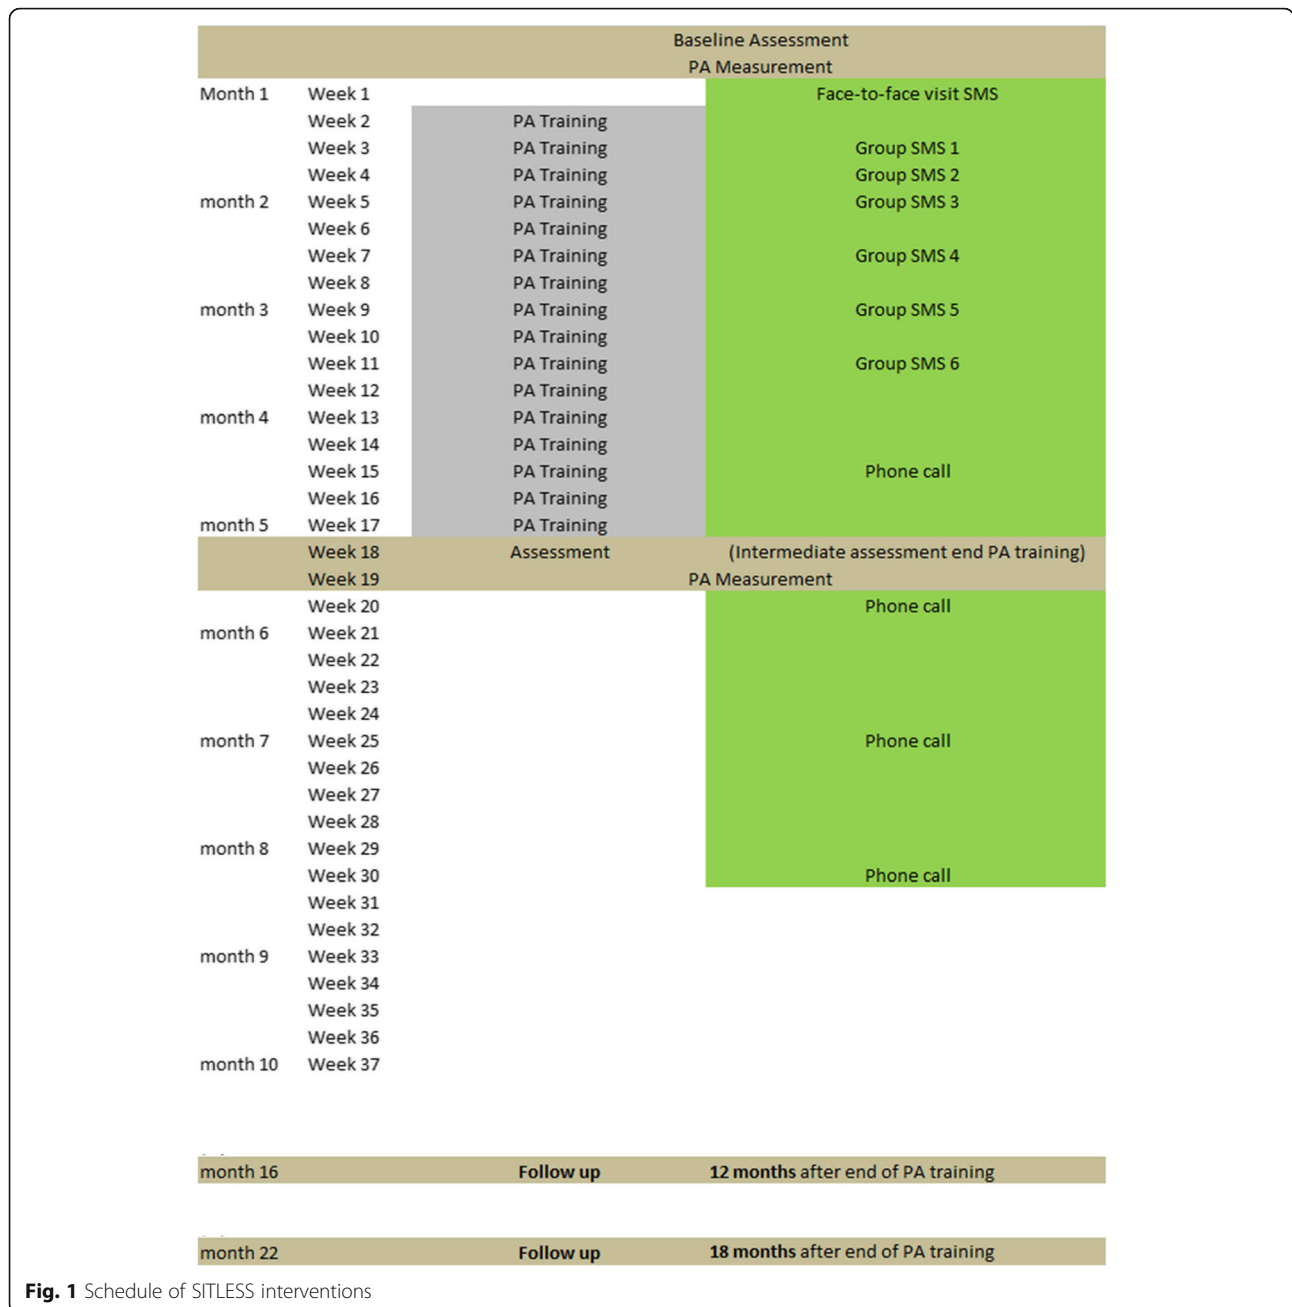 Baseline Assessment
PA Measurement
Month 1 Week 1 Face-to-face visit SMS
Week 2 PA Training
Week 3 PA Training Group SMS 1
Week 4 PA Training Group SMS 2
month 2 Week 5 PA Training Group SMS 3
Week 6 PA Training
Week 7 PA Training Group SMS 4
Week 8 PA Training
month 3 Week 9 PA Training Group SMS 5
Week 10 PA Training
Week 11 PA Training Group SMS 6
Week 12 PA Training
month 4 Week 13 PA Training
Week 14 PA Training
Week 15 PA Training Phone call
Week 16 PA Training
month 5 Week 17 PA Training
Week 18 Assessment (Intermediate assessment end PA training)
Week 19 PA Measurement
Week 20 Phone call
month 6 Week 21
Week 22
Week 23
Week 24
month 7 Week 25 Phone call
Week 26
Week 27
Week 28
month 8 Week 29
Week 30 Phone call
Week 31
Week 32
month 9 Week 33
Week 34
Week 35
Week 36
month 10 Week 37
month 16 Follow up 12 months after end of PA training
month 22 Follow up 18 months after end of PA training
Fig. 1 Schedule of SITLESS interventions